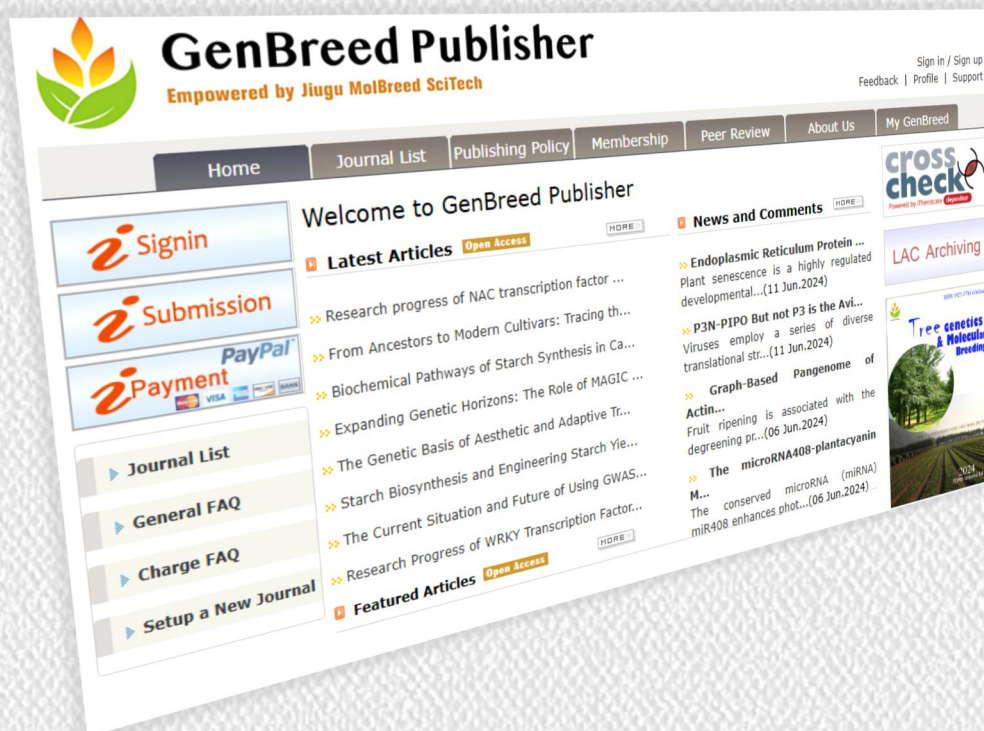 GenBreed Publisher
Empowered by Jiugu MolBreed SciTech
Sign in / Sign up
Feedback | Profile | Support
Home
Journal List
Publishing Policy
Membership
Peer Review
About Us
My GenBreed
i Signin
i Submission
PayPal
i Payment
VISA
BANK
Journal List
General FAQ
Charge FAQ
Setup a New Journal
Welcome to GenBreed Publisher
Latest Articles Open Access
MORE
Research progress of NAC transcription factor ...
From Ancestors to Modern Cultivars: Tracing th...
Biochemical Pathways of Starch Synthesis in Ca...
Expanding Genetic Horizons: The Role of MAGIC ...
The Genetic Basis of Aesthetic and Adaptive Tr...
Starch Biosynthesis and Engineering Starch Yie...
The Current Situation and Future of Using GWAS...
Research Progress of WRKY Transcription Factor...
Featured Articles Open Access
MORE
News and Comments MORE
Endoplasmic Reticulum Protein ...
Plant senescence is a highly regulated
developmental...(11 Jun.2024)
P3N-PIPO But not P3 is the Avi...
Viruses employ a series of diverse
translational str...(11 Jun.2024)
Graph-Based Pangenome of
Actin...
Fruit ripening is associated with the
degreening pr...(06 Jun.2024)
The microRNA408-plantacyanin
M...
The conserved microRNA (miRNA)
miR408 enhances phot...(06 Jun.2024)
cross
check
Powered by iThenticate depositor
LAC Archiving
Tree genetics
& Molecular
Breeding
2024